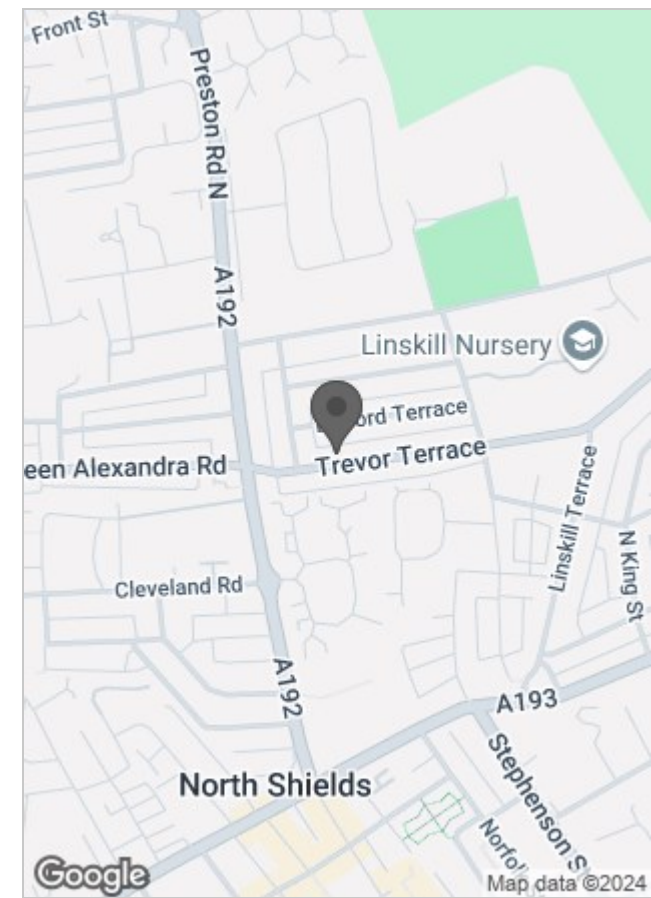 Front St
Preston Rd N
A192
Linskill Nursery
ord Terrace
Trevor Terrace
een Alexandra Rd
Linskill Terrace
N King St
Cleveland Rd
A192
A193
North Shields
Stephenson S
Norfol
Google
Map data ©2024